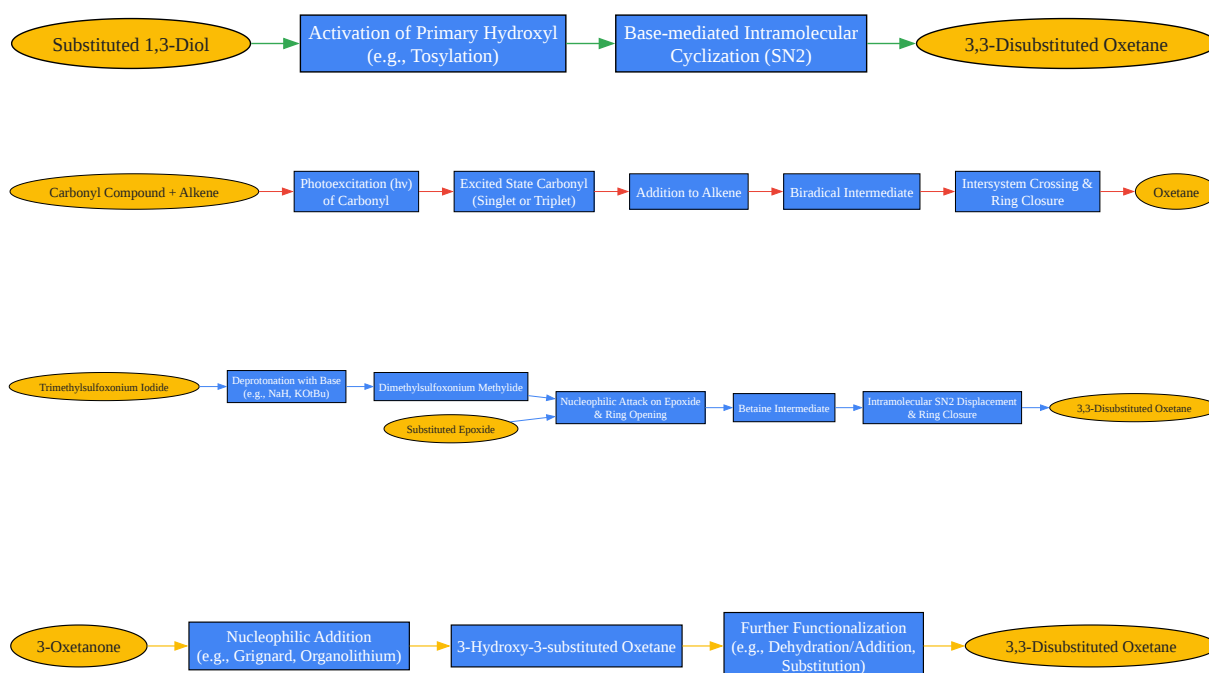 Substituted 1,3-Diol
Activation of Primary Hydroxyl
(e.g., Tosylation)
Base-mediated Intramolecular
Cyclization (SN2)
3,3-Disubstituted Oxetane
Carbonyl Compound + Alkene
Photoexcitation (hν)
of Carbonyl
Excited State Carbonyl
(Singlet or Triplet)
Addition to Alkene
Biradical Intermediate
Intersystem Crossing &
Ring Closure
Oxetane
Trimethylsulfoxonium Iodide
Deprotonation with Base
(e.g., NaH, KOtBu)
Dimethylsulfoxonium Methylide
Substituted Epoxide
Nucleophilic Attack on Epoxide
& Ring Opening
Betaine Intermediate
Intramolecular SN2 Displacement
& Ring Closure
3,3-Disubstituted Oxetane
3-Oxetanone
Nucleophilic Addition
(e.g., Grignard, Organolithium)
3-Hydroxy-3-substituted Oxetane
Further Functionalization
(e.g., Dehydration/Addition,
Substitution)
3,3-Disubstituted Oxetane